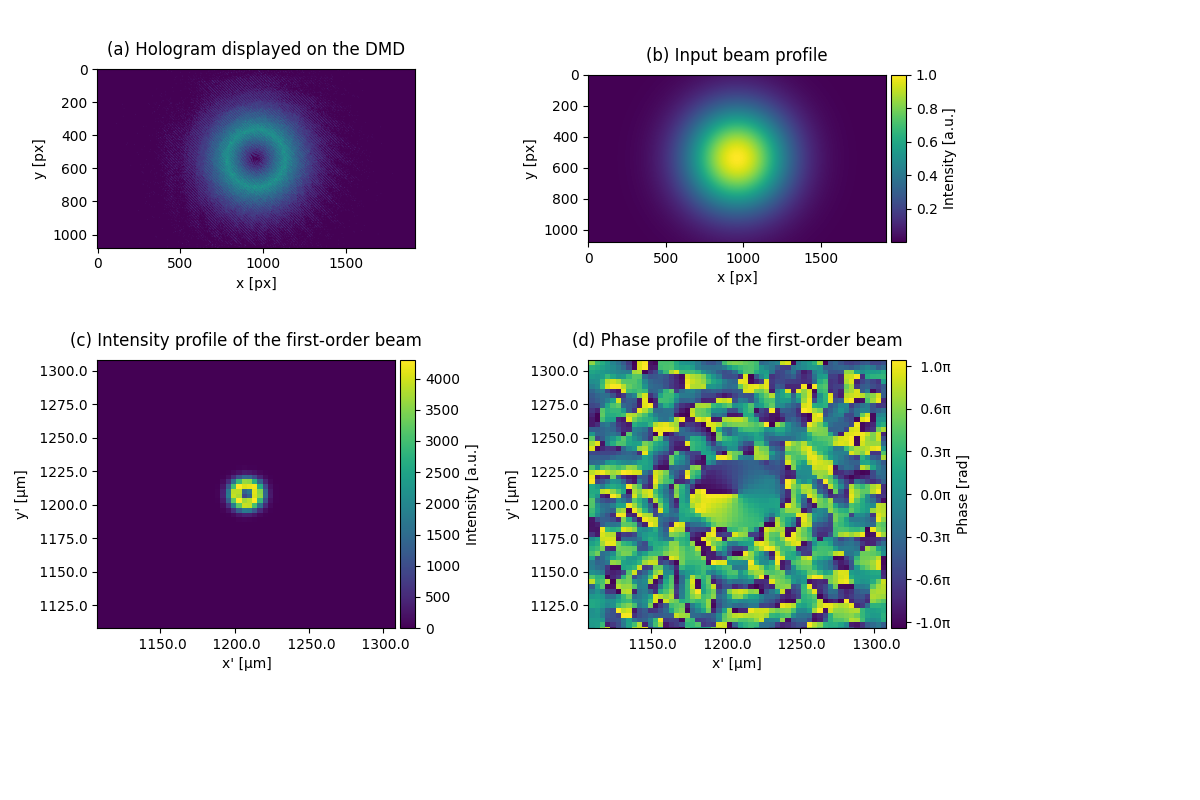 (a) Hologram displayed on the DMD
0
200
400
600
800
1000
y [px]
0 500 1000 1500
x [px]
(b) Input beam profile
0
200
400
600
800
1000
y [px]
0 500 1000 1500
x [px]
1.0
0.8
0.6
0.4
0.2
Intensity [a.u.]
(c) Intensity profile of the first-order beam
1300.0
1275.0
1250.0
1225.0
1200.0
1175.0
1150.0
1125.0
y' [µm]
1150.0 1200.0 1250.0 1300.0
x' [µm]
4000
3500
3000
2500
2000
1500
1000
500
0
Intensity [a.u.]
(d) Phase profile of the first-order beam
1300.0
1275.0
1250.0
1225.0
1200.0
1175.0
1150.0
1125.0
y' [µm]
1150.0 1200.0 1250.0 1300.0
x' [µm]
1.0π
0.6π
0.3π
0.0π
-0.3π
-0.6π
-1.0π
Phase [rad]